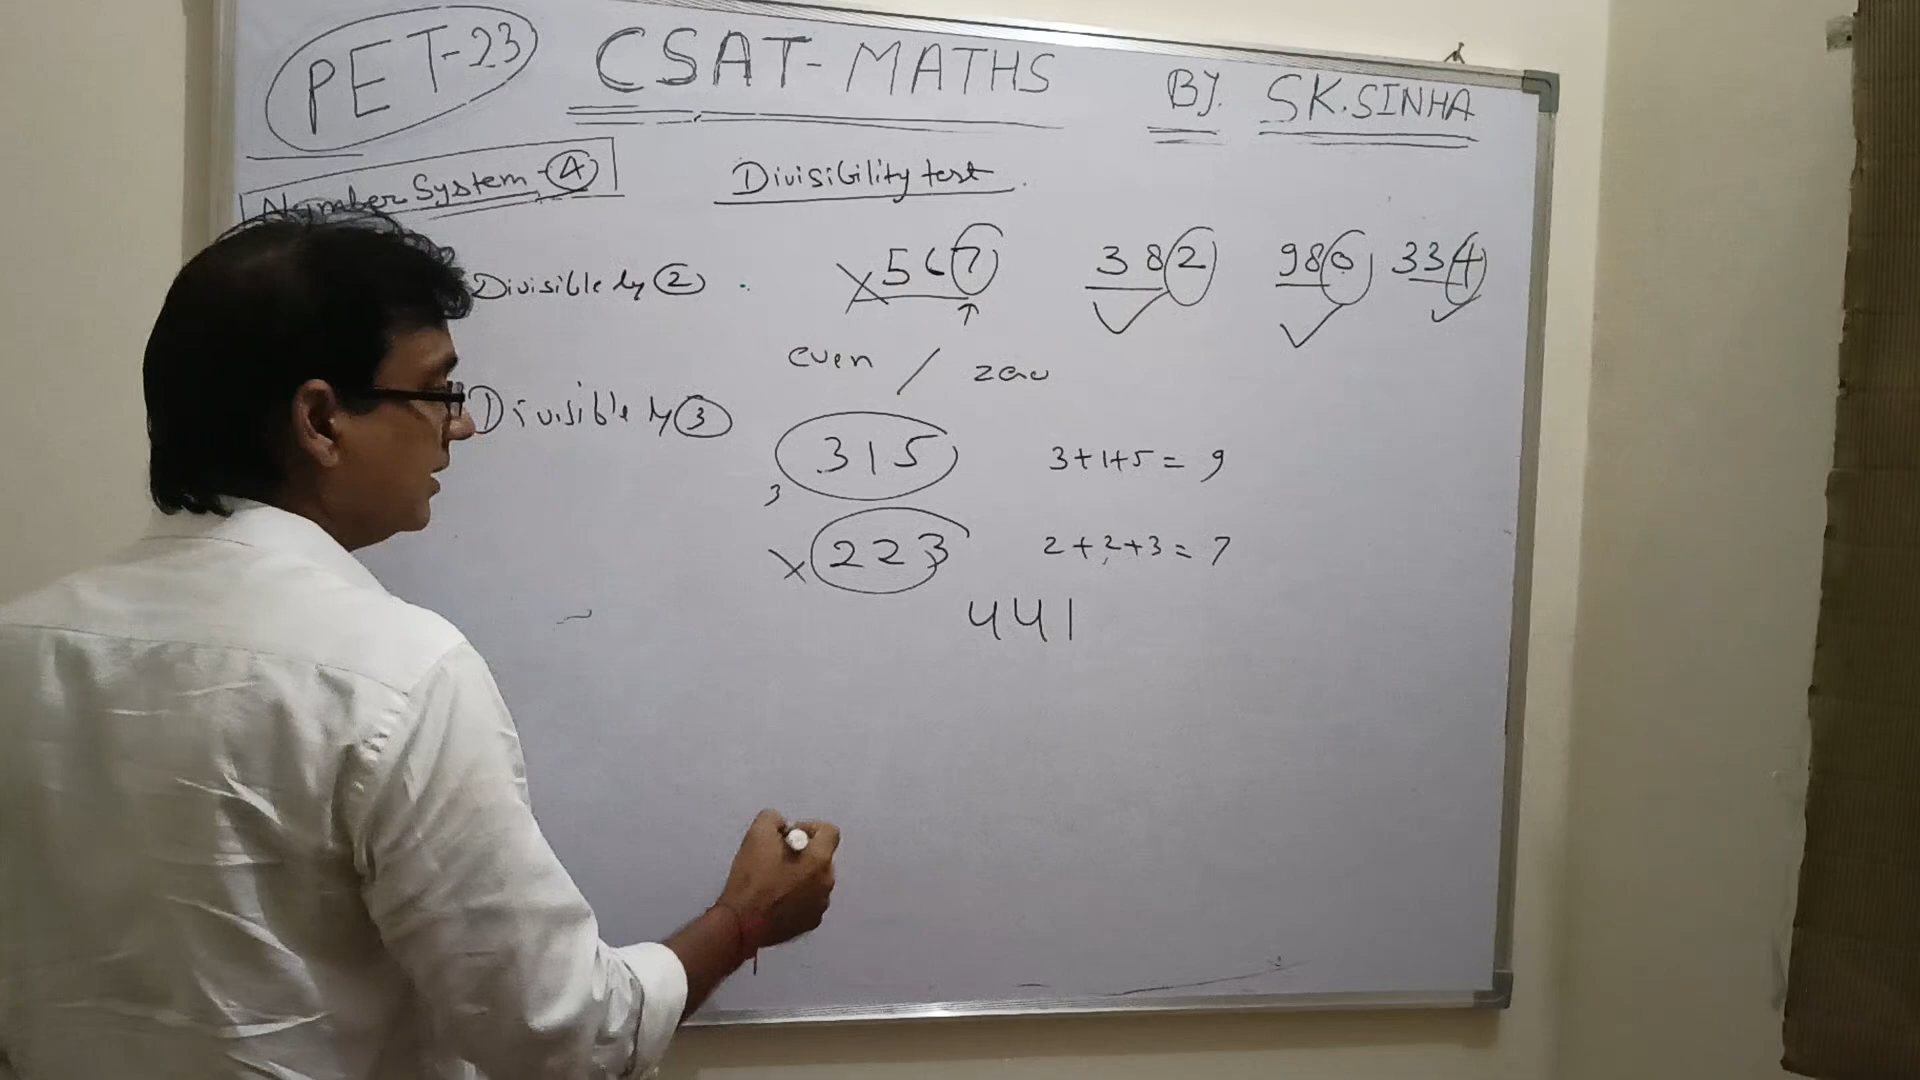 PET-23 CSAT-MATHS BY. SK.SINHA
Number System-4 Divisibility test.
Divisible by 2 . × 567 ↑ 382 ✓ 980 ✓ 334 ✓
even / zero
Divisible by 3
3 315 3+1+5 = 9
× 223 2+2+3 = 7
441